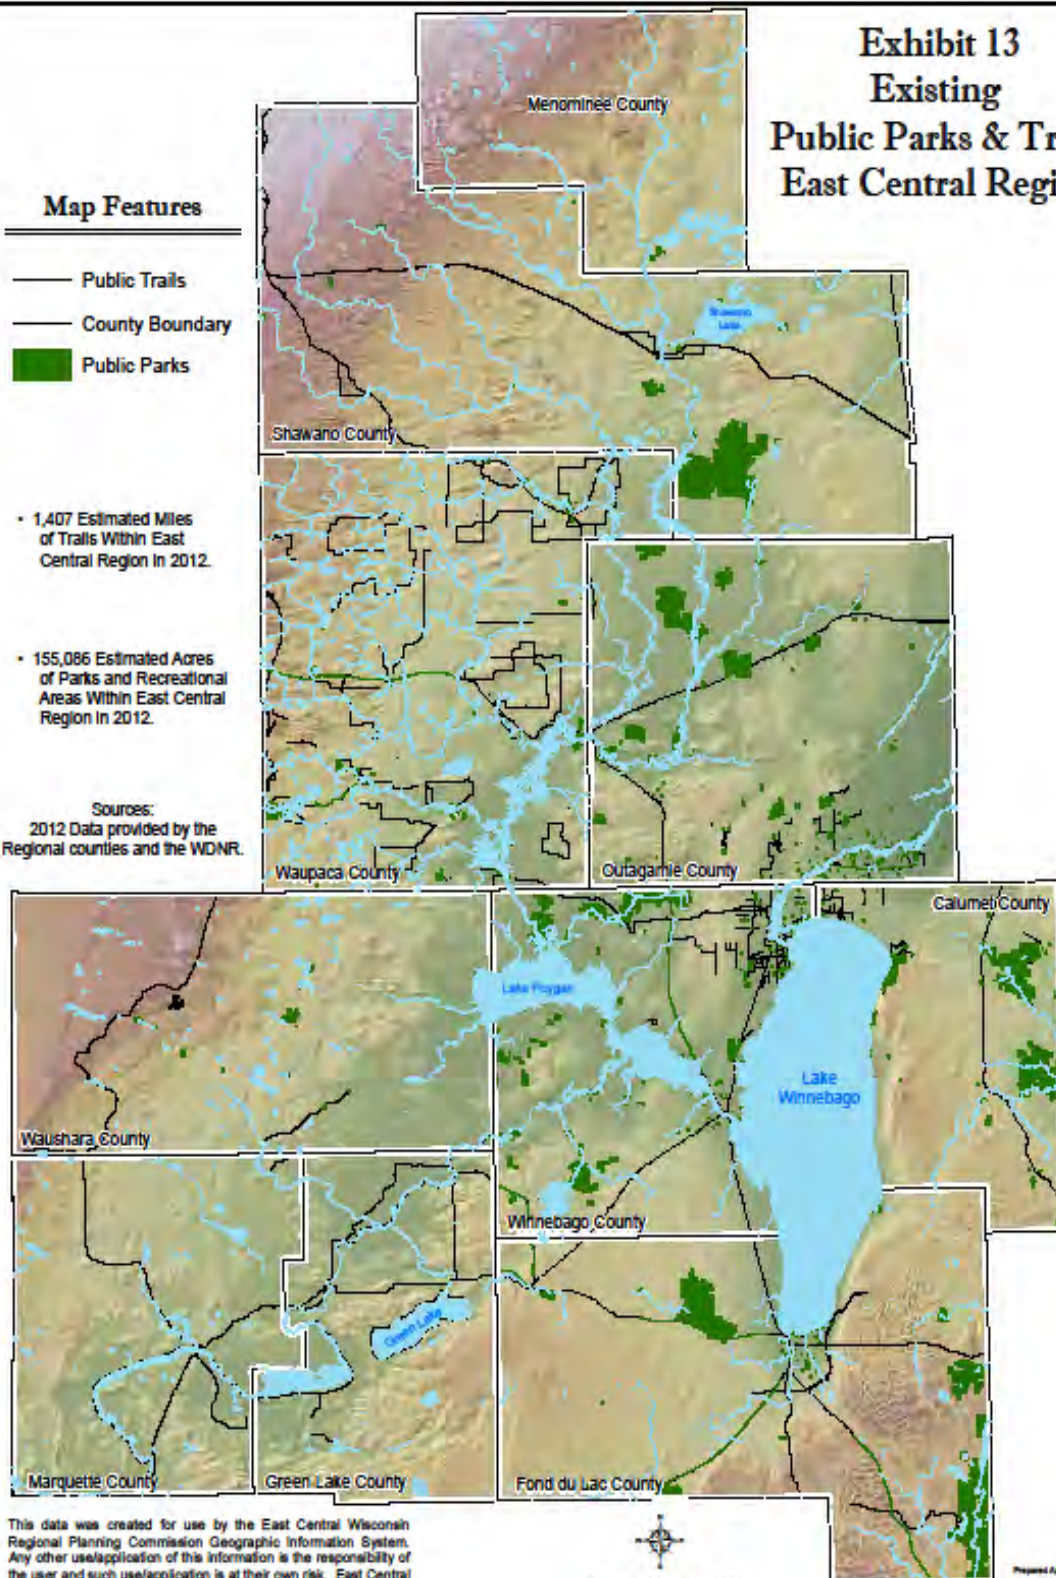 Exhibit 13
Existing
Public Parks & Tr
East Central Regi
Map Features
Public Trails
County Boundary
Public Parks
• 1,407 Estimated Miles
of Trails Within East
Central Region in 2012.
• 155,086 Estimated Acres
of Parks and Recreational
Areas Within East Central
Region in 2012.
Sources:
2012 Data provided by the
Regional counties and the WDNR.
Menominee County
Shawano
Lake
Shawano County
Waupaca County
Outagamie County
Calumet County
Lake Poygan
Lake
Winnebago
Waushara County
Winnebago County
Green Lake
Marquette County
Green Lake County
Fond du Lac County
This data was created for use by the East Central Wisconsin
Regional Planning Commission Geographic Information System.
Any other use/application of this information is the responsibility of
the user and such use/application is at their own risk. East Central
Prepared